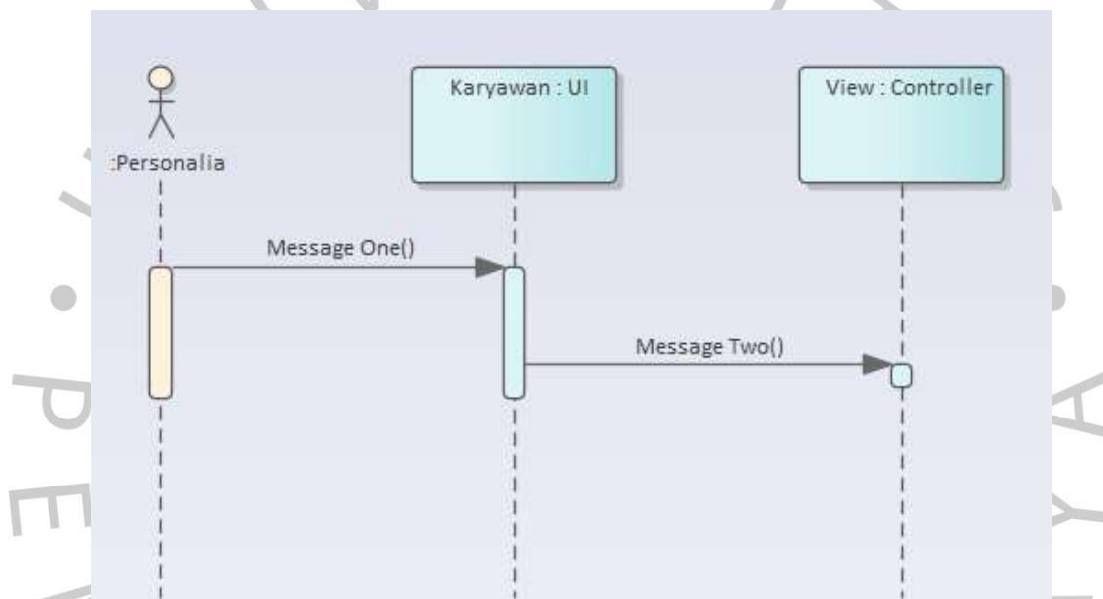 Karyawan : UI
View : Controller
:Personalia
Message One()
Message Two()